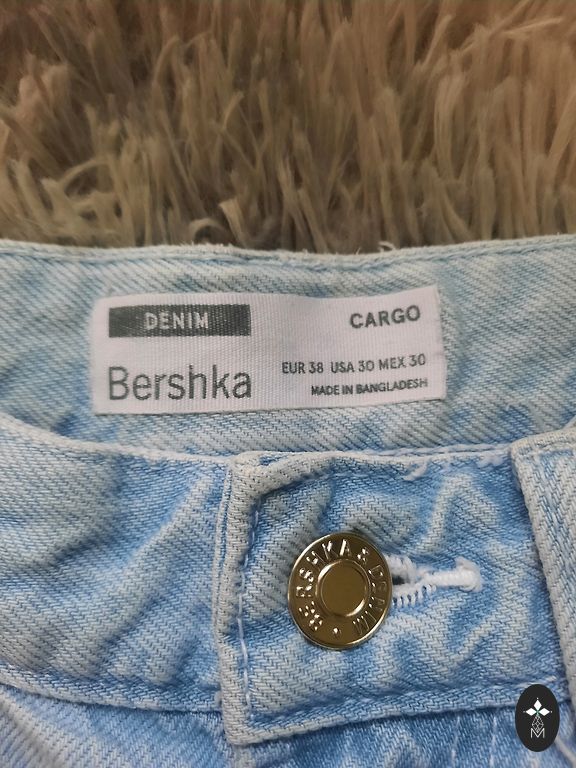 DENIM
CARGO
Bershka
EUR 38 USA 30 MEX 30
MADE IN BANGLADESH
BERSHKA & DENIM •
M